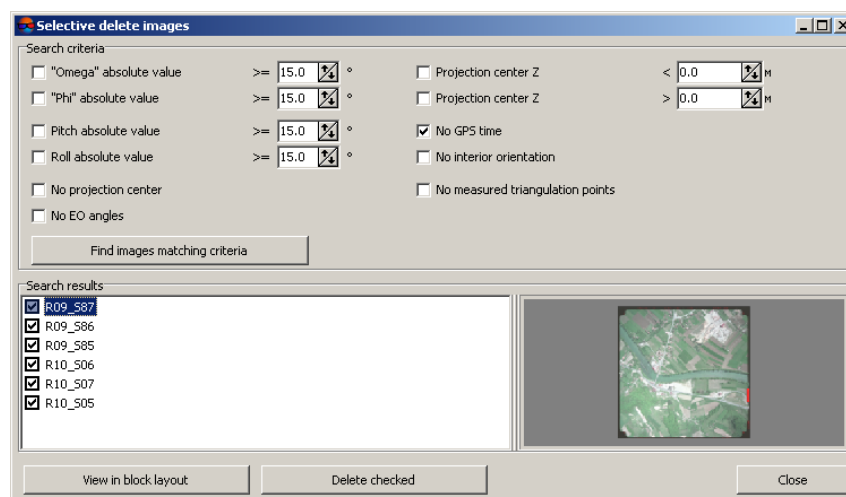 Selective delete images
Search criteria
"Omega" absolute value >= 15.0 °
"Phi" absolute value >= 15.0 °
Pitch absolute value >= 15.0 °
Roll absolute value >= 15.0 °
No projection center
No EO angles
Projection center Z < 0.0 м
Projection center Z > 0.0 м
No GPS time
No interior orientation
No measured triangulation points
Find images matching criteria
Search results
R09_S87
R09_S86
R09_S85
R10_S06
R10_S07
R10_S05
View in block layout
Delete checked
Close